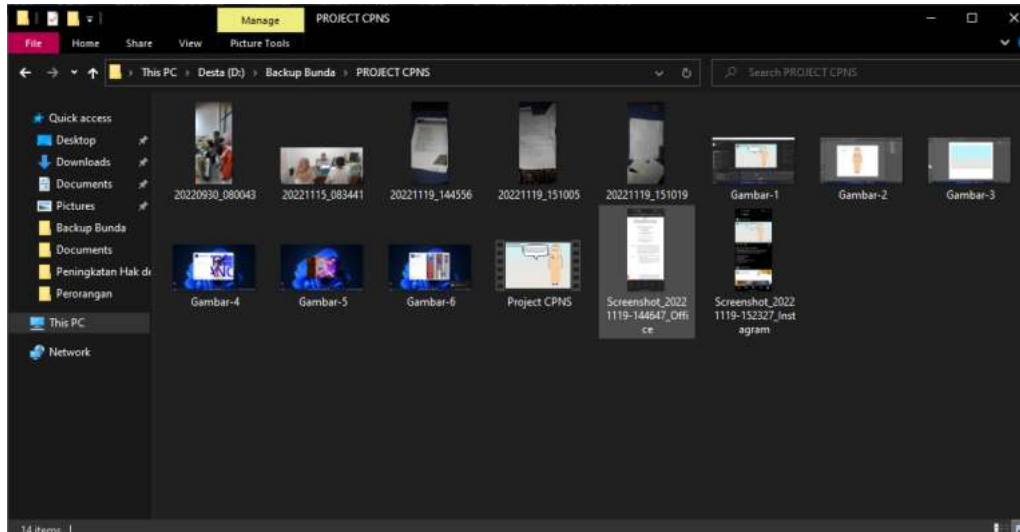 Manage
PROJECT CPNS
File
Home
Share
View
Picture Tools
This PC
Desta (D:)
Backup Bunda
PROJECT CPNS
Search PROJECT CPNS
Quick access
Desktop
Downloads
Documents
Pictures
Backup Bunda
Documents
Peningkatan Hak de
Perorangan
This PC
Network
20220930_080043
20221115_083441
20221119_144556
20221119_151005
20221119_151019
Gambar-1
Gambar-2
Gambar-3
Gambar-4
Gambar-5
Gambar-6
Project CPNS
Screenshot_2022
1119-144647_Offi
ce
Screenshot_2022
1119-152327_Inst
agram
14 items